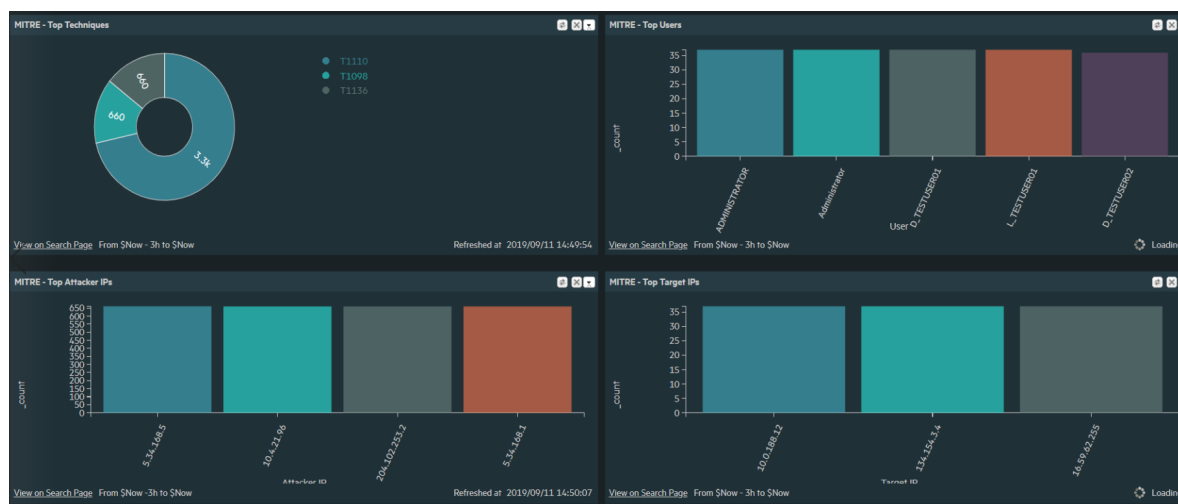 MITRE - Top Techniques
660
660
3.3k
T1110
T1098
T1136
View on Search Page From $Now - 3h to $Now
Refreshed at 2019/09/11 14:49:54
MITRE - Top Users
_count
35
30
25
20
15
10
5
0
ADMINISTRATOR
Administrator
D_TESTUSER01
L_TESTUSER01
D_TESTUSER02
User
View on Search Page From $Now - 3h to $Now
Loadin
MITRE - Top Attacker IPs
_count
650
600
550
500
450
400
350
300
250
200
150
100
50
0
5.34.168.5
10.4.21.96
204.102.253.2
5.34.168.1
Attacker IP
View on Search Page From $Now -3h to $Now
Refreshed at 2019/09/11 14:50:07
MITRE - Top Target IPs
_count
35
30
25
20
15
10
5
0
10.0.188.12
134.154.3.4
16.59.62.255
Target IP
View on Search Page From $Now -3h to $Now
Loadin